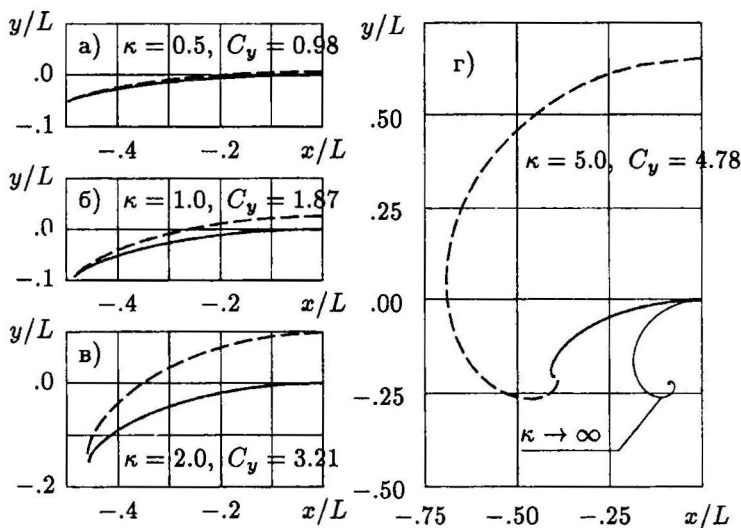 y/L
а) κ = 0.5, C_y = 0.98
.0
−.1
−.4 −.2 x/L
y/L
б) κ = 1.0, C_y = 1.87
.0
−.1
−.4 −.2 x/L
y/L
в)
.0
κ = 2.0, C_y = 3.21
−.2
−.4 −.2 x/L
y/L
г)
.50
κ = 5.0, C_y = 4.78
.25
.00
−.25
κ → ∞
−.50
−.75 −.50 −.25 x/L